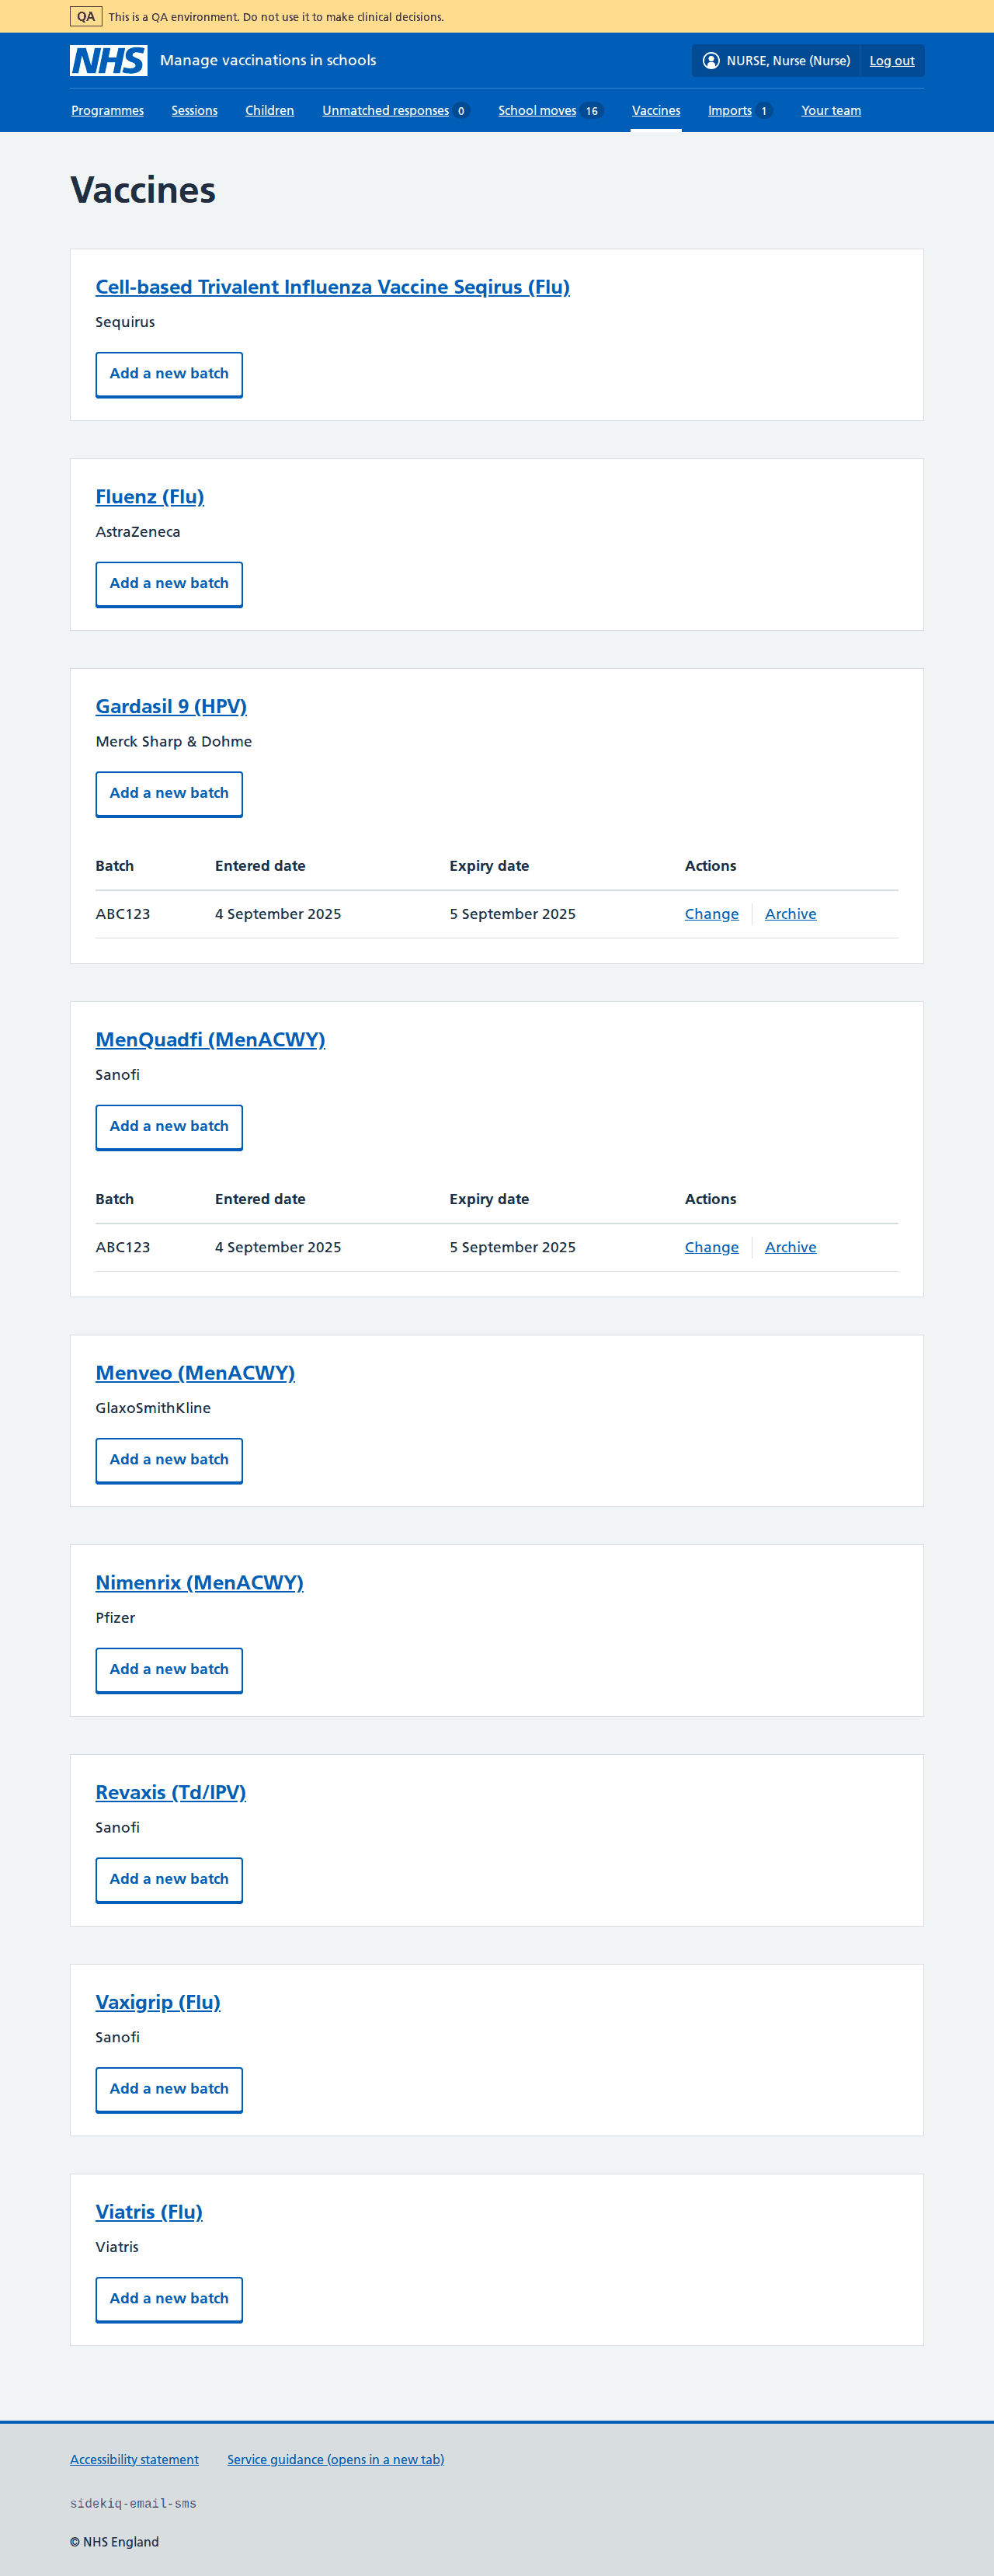 QA This is a QA environment. Do not use it to make clinical decisions.
NHS Manage vaccinations in schools NURSE, Nurse (Nurse) Log out
Programmes Sessions Children Unmatched responses 0 School moves 16 Vaccines Imports 1 Your team
Vaccines
Cell-based Trivalent Influenza Vaccine Seqirus (Flu)
Sequirus
Add a new batch
Fluenz (Flu)
AstraZeneca
Add a new batch
Gardasil 9 (HPV)
Merck Sharp & Dohme
Add a new batch
Batch Entered date Expiry date Actions
ABC123 4 September 2025 5 September 2025 Change Archive
MenQuadfi (MenACWY)
Sanofi
Add a new batch
Batch Entered date Expiry date Actions
ABC123 4 September 2025 5 September 2025 Change Archive
Menveo (MenACWY)
GlaxoSmithKline
Add a new batch
Nimenrix (MenACWY)
Pfizer
Add a new batch
Revaxis (Td/IPV)
Sanofi
Add a new batch
Vaxigrip (Flu)
Sanofi
Add a new batch
Viatris (Flu)
Viatris
Add a new batch
Accessibility statement Service guidance (opens in a new tab)
sidekiq-email-sms
© NHS England